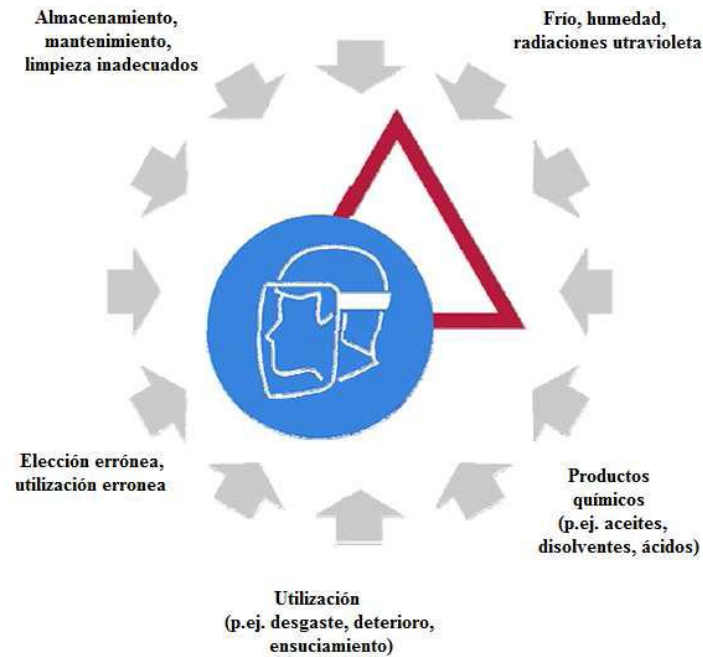 Almacenamiento,
mantenimiento,
limpieza inadecuados
Frío, humedad,
radiaciones utravioleta
Elección errónea,
utilización erronea
Productos
químicos
(p.ej. aceites,
disolventes, ácidos)
Utilización
(p.ej. desgaste, deterioro,
ensuciamiento)